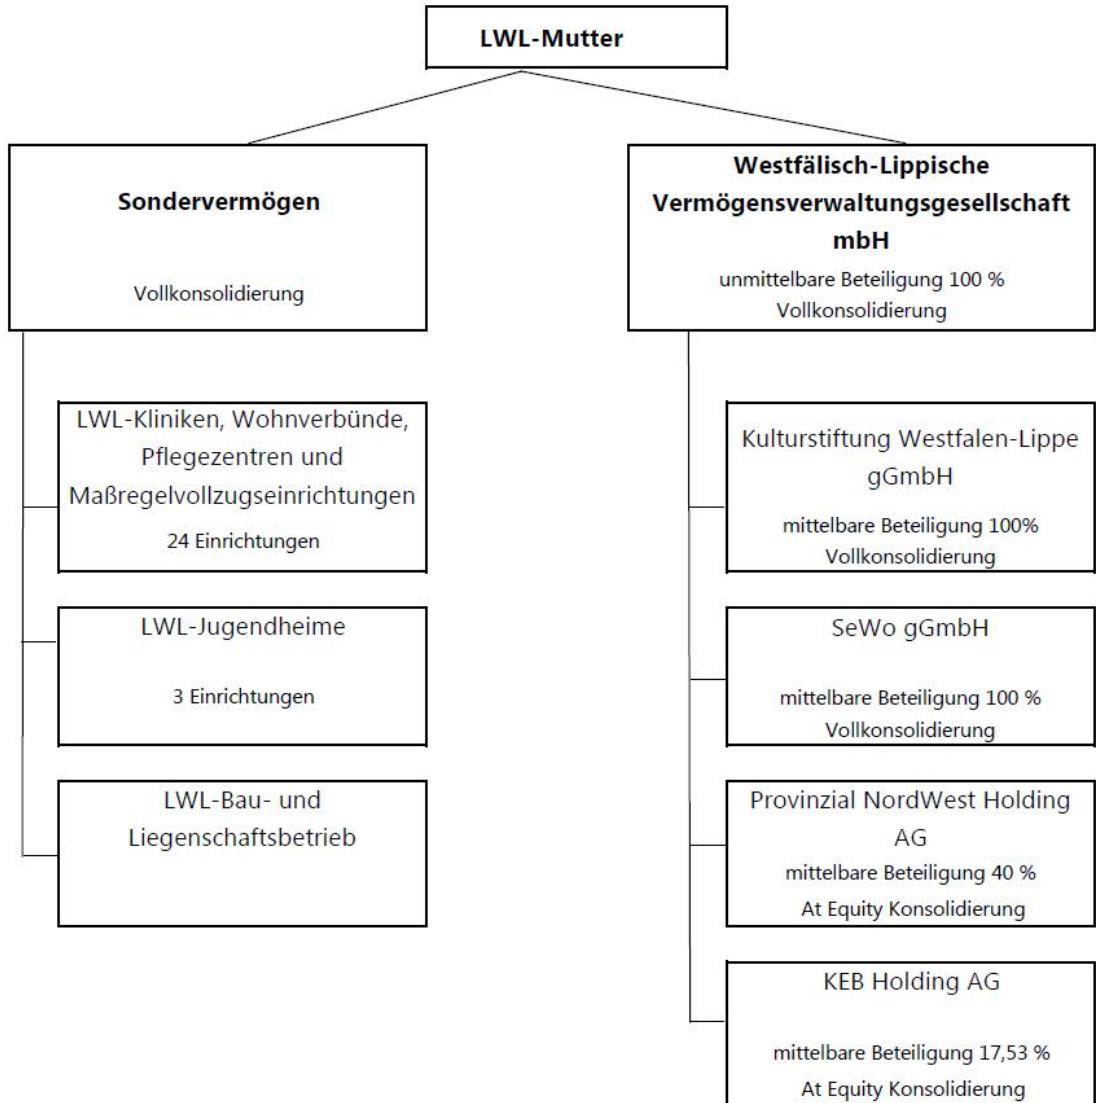 LWL-Mutter
Sondervermögen
Vollkonsolidierung
LWL-Kliniken, Wohnverbünde,
Pflegezentren und
Maßregelvollzugseinrichtungen
24 Einrichtungen
LWL-Jugendheime
3 Einrichtungen
LWL-Bau- und
Liegenschaftsbetrieb
Westfälisch-Lippische
Vermögensverwaltungsgesellschaft
mbH
unmittelbare Beteiligung 100 %
Vollkonsolidierung
Kulturstiftung Westfalen-Lippe
gGmbH
mittelbare Beteiligung 100%
Vollkonsolidierung
SeWo gGmbH
mittelbare Beteiligung 100 %
Vollkonsolidierung
Provinzial NordWest Holding
AG
mittelbare Beteiligung 40 %
At Equity Konsolidierung
KEB Holding AG
mittelbare Beteiligung 17,53 %
At Equity Konsolidierung